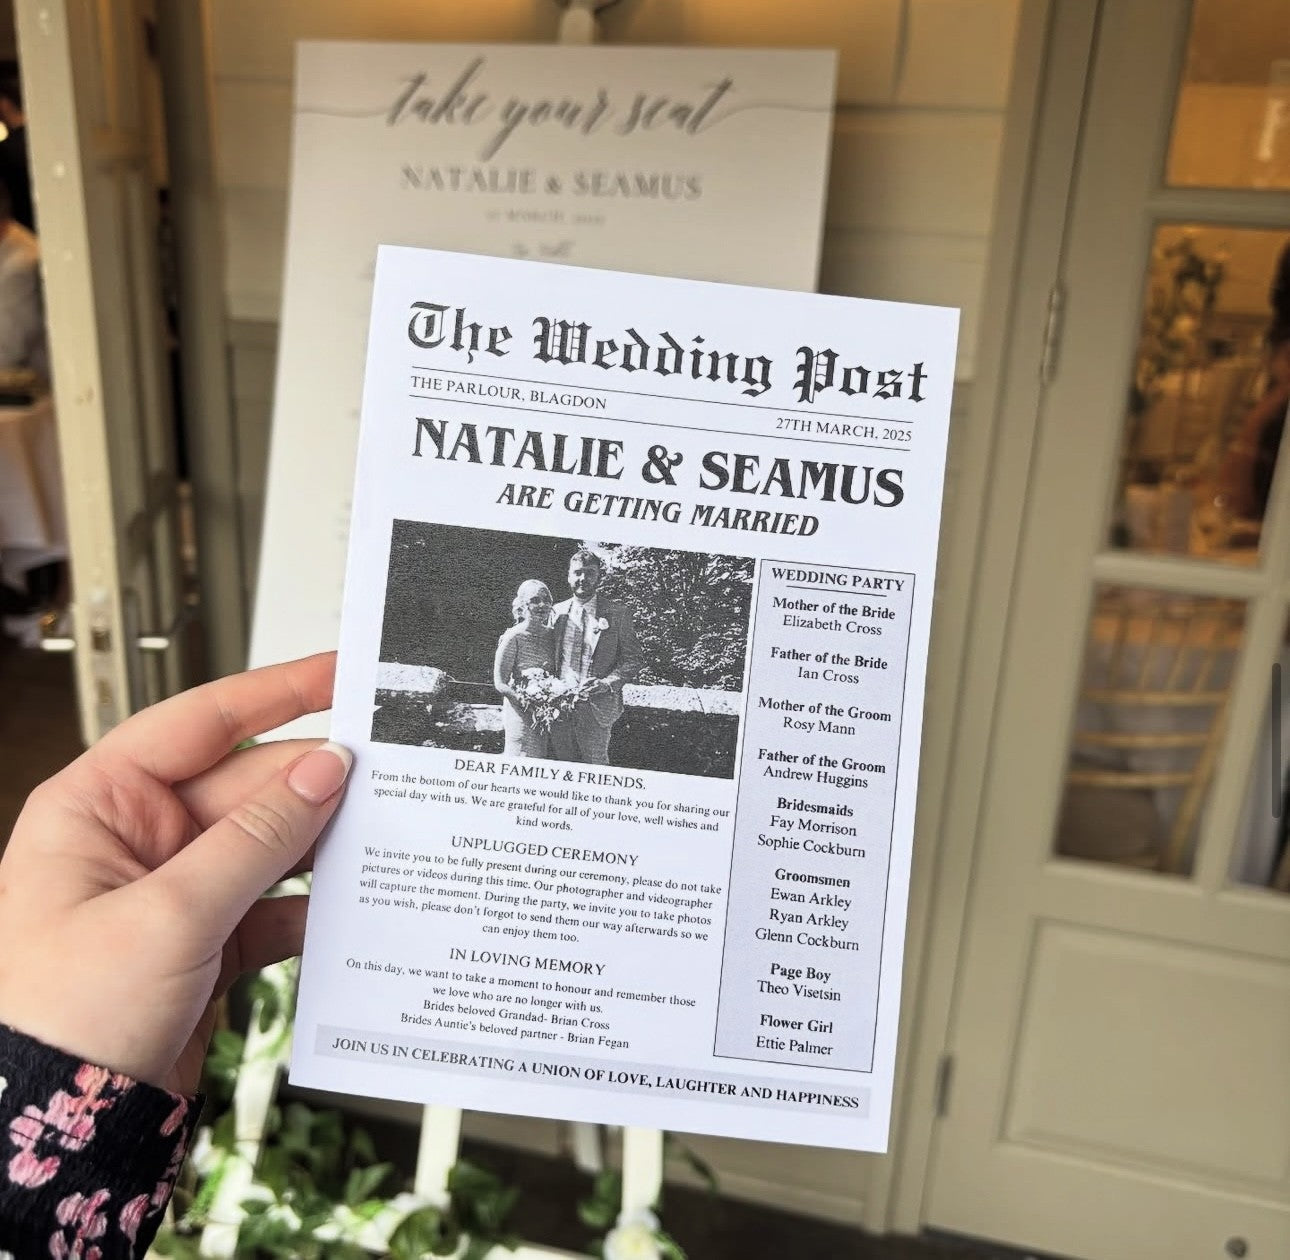 take your seat
NATALIE & SEAMUS
MARCH, 2025
The Wedding Post
THE PARLOUR, BLAGDON
27TH MARCH, 2025
NATALIE & SEAMUS
ARE GETTING MARRIED
DEAR FAMILY & FRIENDS.
From the bottom of our hearts we would like to thank you for sharing our
special day with us. We are grateful for all of your love, well wishes and
kind words.
UNPLUGGED CEREMONY
We invite you to be fully present during our ceremony, please do not take
pictures or videos during this time. Our photographer and videographer
will capture the moment. During the party, we invite you to take photos
as you wish, please don't forgot to send them our way afterwards so we
can enjoy them too.
IN LOVING MEMORY
On this day, we want to take a moment to honour and remember those
we love who are no longer with us.
Brides beloved Grandad- Brian Cross
Brides Auntie's beloved partner - Brian Fegan
WEDDING PARTY
Mother of the Bride
Elizabeth Cross
Father of the Bride
Ian Cross
Mother of the Groom
Rosy Mann
Father of the Groom
Andrew Huggins
Bridesmaids
Fay Morrison
Sophie Cockburn
Groomsmen
Ewan Arkley
Ryan Arkley
Glenn Cockburn
Page Boy
Theo Visetsin
Flower Girl
Ettie Palmer
JOIN US IN CELEBRATING A UNION OF LOVE, LAUGHTER AND HAPPINESS